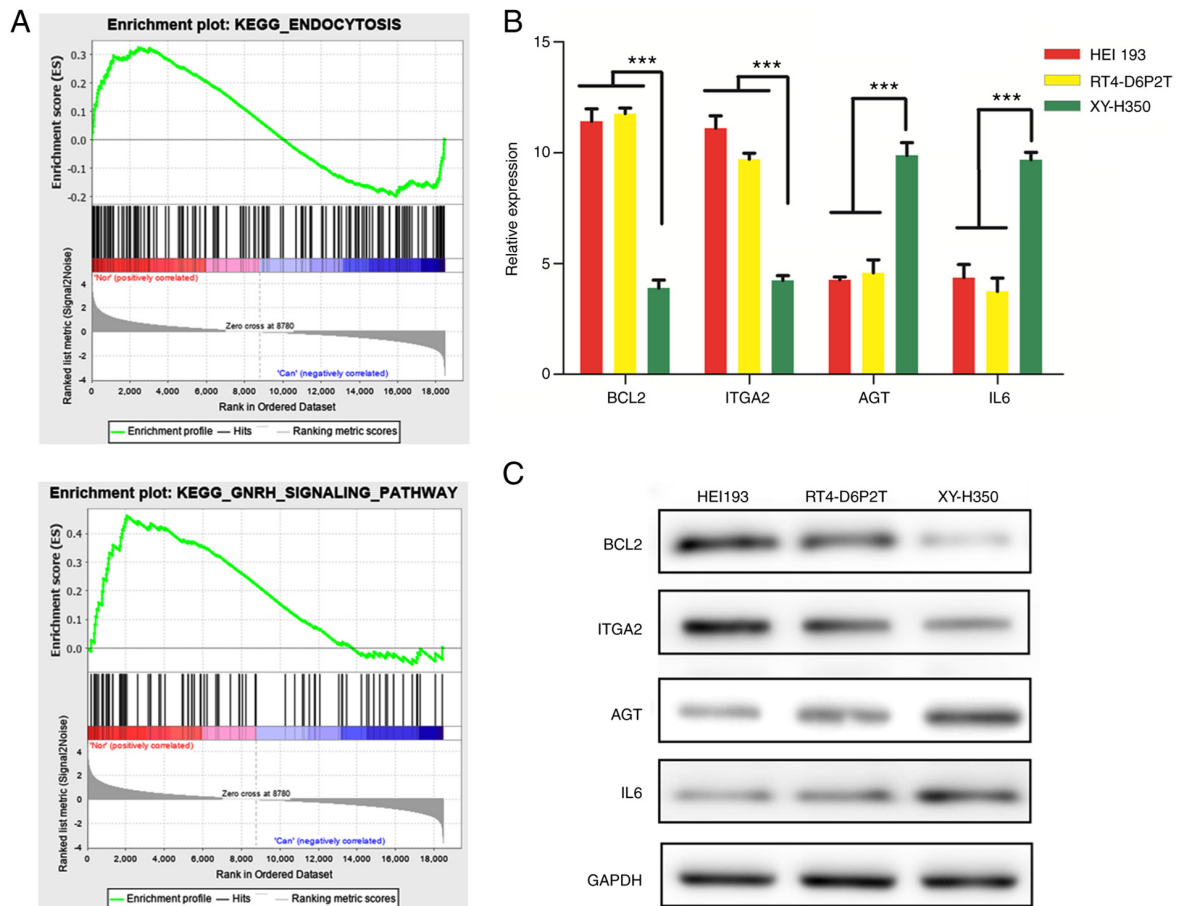 A
Enrichment plot: KEGG_ENDOCYTOSIS
Enrichment score (ES)
0.3
0.2
0.1
0.0
-0.1
-0.2
Ranked list metric (Signal2Noise)
'Nor' (positively correlated)
4
2
0
-2
-4
Zero cross at 8780
'Can' (negatively correlated)
0 2,000 4,000 6,000 8,000 10,000 12,000 14,000 16,000 18,000
Rank in Ordered Dataset
Enrichment profile Hits Ranking metric scores
Enrichment plot: KEGG_GNRH_SIGNALING_PATHWAY
Enrichment score (ES)
0.4
0.3
0.2
0.1
0.0
Ranked list metric (Signal2Noise)
'Nor' (positively correlated)
4
2
0
-2
-4
Zero cross at 8780
'Can' (negatively correlated)
0 2,000 4,000 6,000 8,000 10,000 12,000 14,000 16,000 18,000
Rank in Ordered Dataset
Enrichment profile Hits Ranking metric scores
B
Relative expression
15
10
5
0
*** *** *** ***
HEI 193
RT4-D6P2T
XY-H350
BCL2 ITGA2 AGT IL6
C
HEI193 RT4-D6P2T XY-H350
BCL2
ITGA2
AGT
IL6
GAPDH